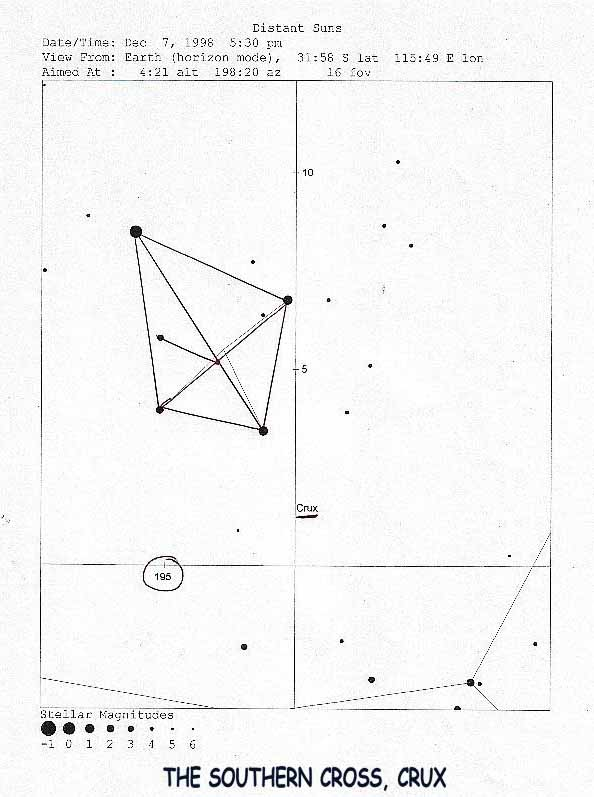 Distant Suns
Date/Time: Dec 7, 1998 5:30 pm
View From: Earth (horizon mode), 31:58 S lat 115:49 E lon
Aimed At : 4:21 alt 198:20 az 16 fov
10
5
Crux
195
Stellar Magnitudes
-1 0 1 2 3 4 5 6
THE SOUTHERN CROSS, CRUX